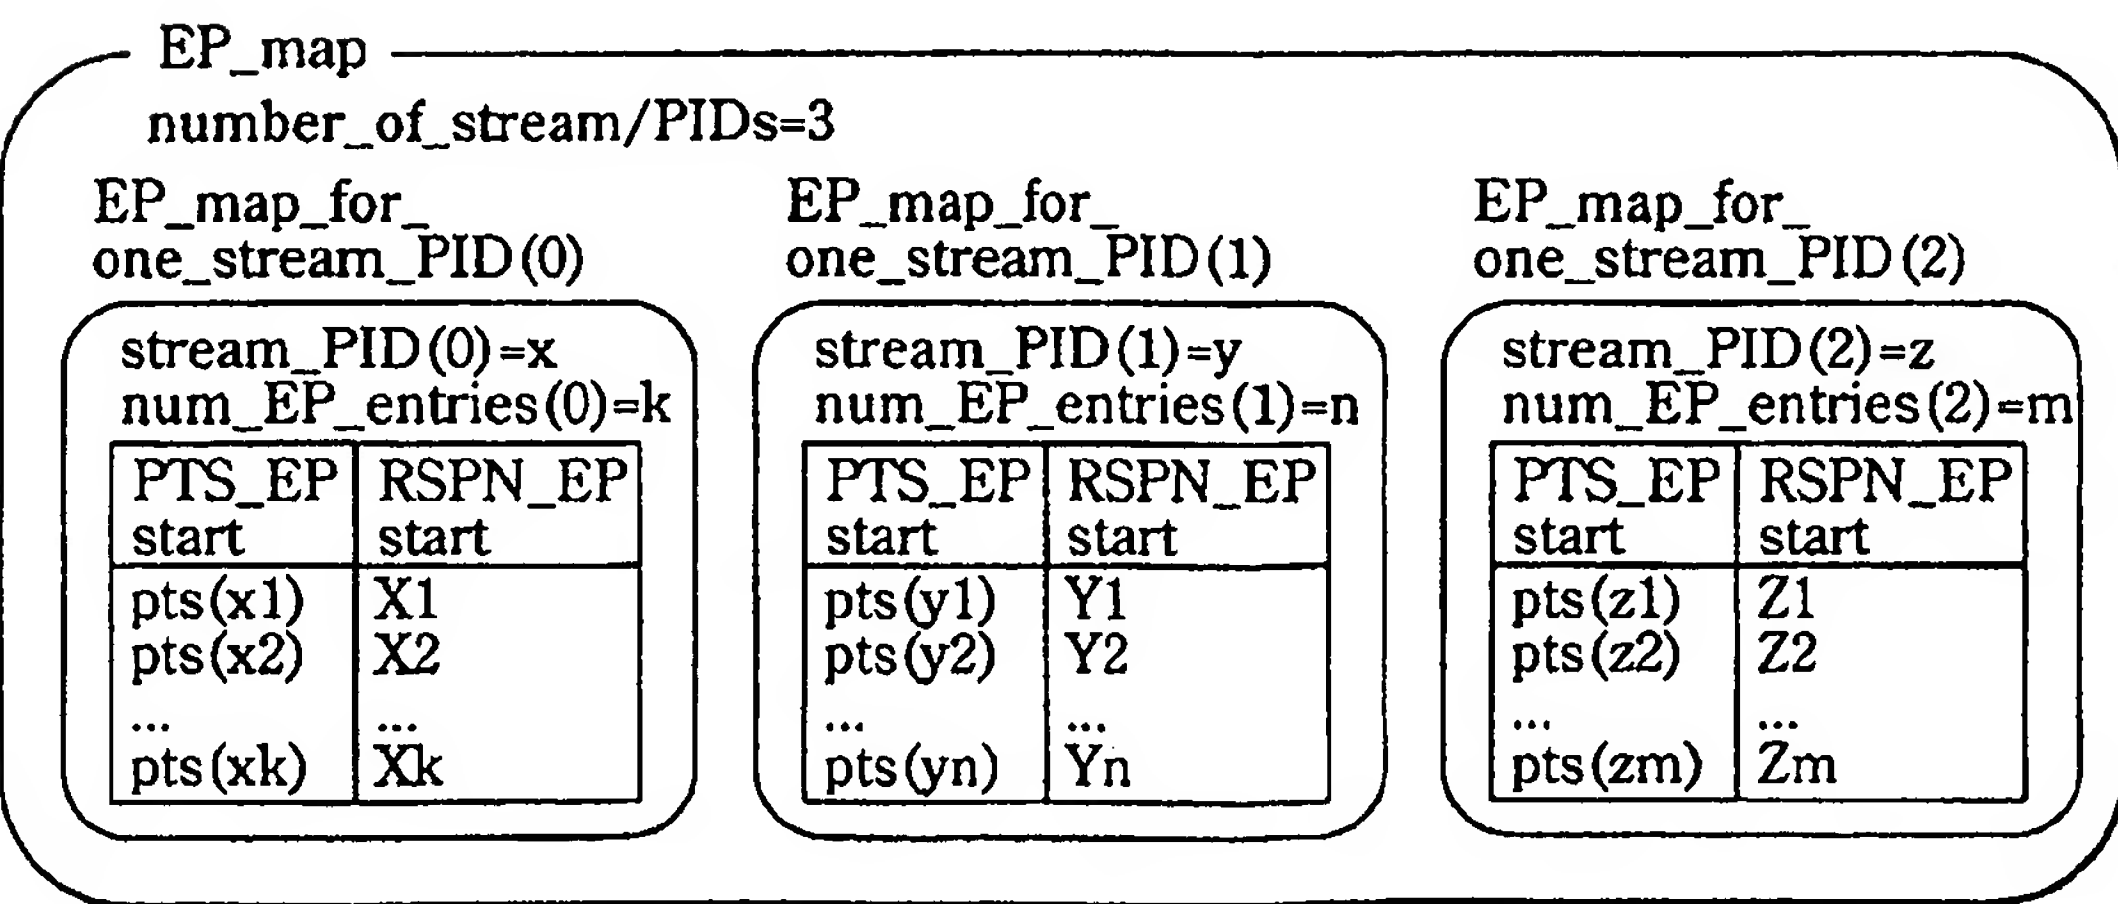 EP_map
number_of_stream/PIDs=3
EP_map_for_
one_stream_PID(0)
stream_PID(0)=x
num_EP_entries(0)=k
PTS_EP RSPN_EP
start start
pts(x1) X1
pts(x2) X2
... ...
pts(xk) Xk
EP_map_for_
one_stream_PID(1)
stream_PID(1)=y
num_EP_entries(1)=n
PTS_EP RSPN_EP
start start
pts(y1) Y1
pts(y2) Y2
... ...
pts(yn) Yn
EP_map_for_
one_stream_PID(2)
stream_PID(2)=z
num_EP_entries(2)=m
PTS_EP RSPN_EP
start start
pts(z1) Z1
pts(z2) Z2
... ...
pts(zm) Zm